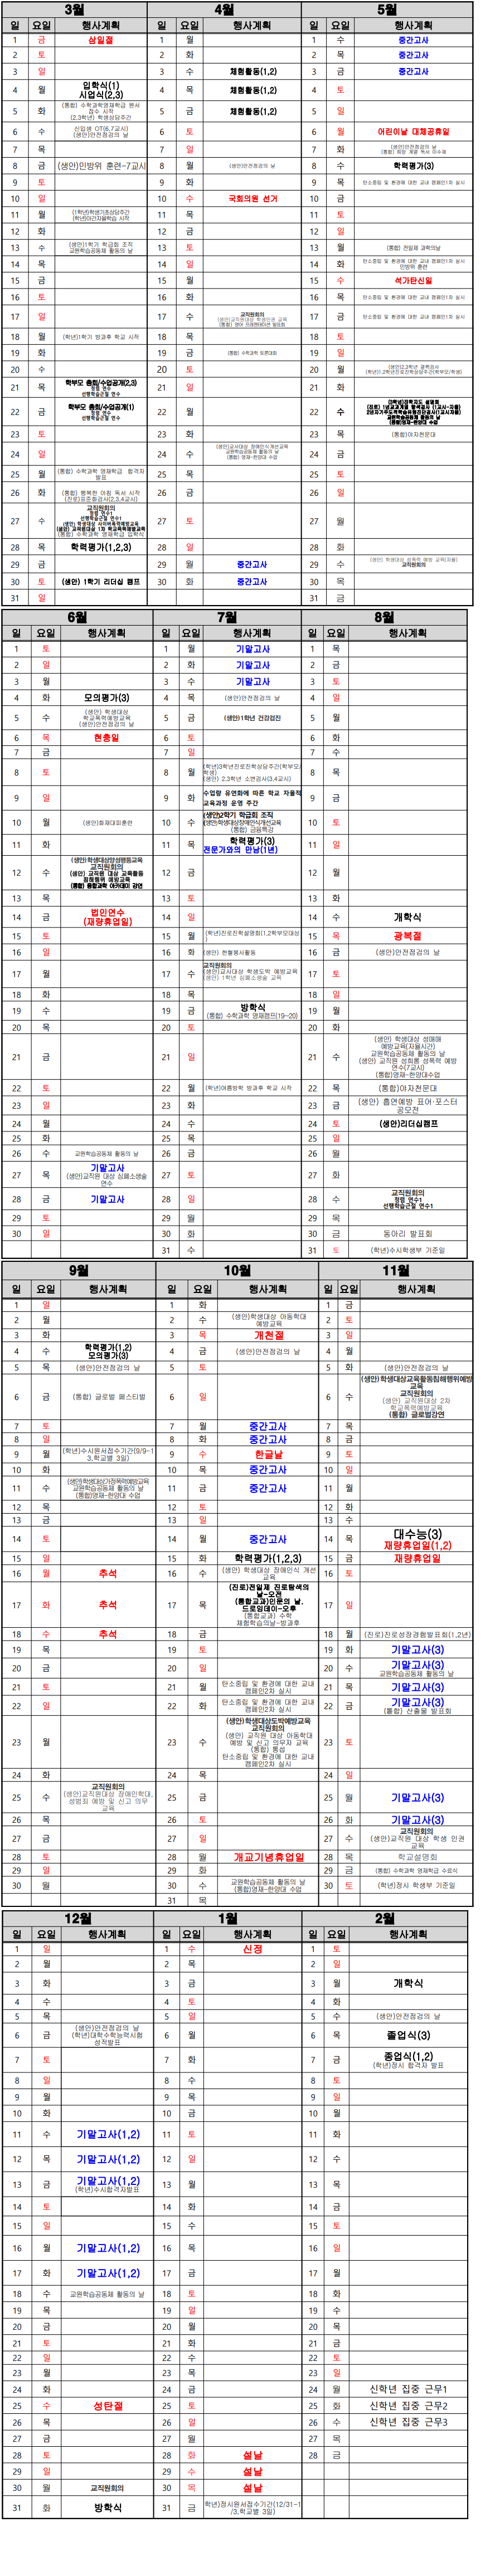 3월 4월 5월
일 요일 행사계획 일 요일 행사계획 일 요일 행사계획
1 금 삼일절 1 월 1 수 중간고사
2 토 2 화 2 목 중간고사
3 일 3 수 체험활동(1,2) 3 금 중간고사
4 월 입학식(1) 4 목 체험활동(1,2) 4 토
시업식(2,3)
5 화 (통합) 수학과학영재학급 원서 5 금 체험활동(1,2) 5 일
접수 시작
(2,3학년) 학생상담주간
6 수 신입생 OT(6,7교시) 6 토 6 월 어린이날 대체공휴일
(생안)안전점검의 날
7 목 7 일 7 화 (생안)안전점검의 날
8 금 (생안)민방위 훈련-7교시 8 월 (생안)안전점검의 날 8 수 학력평가(3)
9 토 9 화 9 목 탄소중립 및 환경에 대한 교내 캠페인1차 실시
10 일 10 수 국회의원 선거 10 금
11 월 (1학년)학생기초상담주간 11 목 11 토
(학년)야간자율학습 시작
12 화 12 금 12 일
13 수 (생안)1학기 학급회 조직 13 토 13 월 (통합) 전일제 과학의날
교원학습공동체 활동의 날
14 목 14 일 14 화 탄소중립 및 환경에 대한 교내 캠페인1차 실시
민방위 훈련
15 금 15 월 15 수 석가탄신일
16 토 16 화 16 목 탄소중립 및 환경에 대한 교내 캠페인1차 실시
17 일 17 수 교직원회의 17 금 탄소중립 및 환경에 대한 교내 캠페인1차 실시
(생안)교직원대상 학생인권 교육
18 월 (학년)1학기 방과후 학교 시작 18 목 18 토
19 화 19 금 (통합) 수학과학 토론대회 19 일
20 수 20 토 20 월 (생안)2,3학년 결핵검사
(학년)1,2학년진로진학상담주간(학부모/학생)
21 목 학부모 총회/수업공개(2,3) 21 일 21 화
청렴 연수
선행학습근절 연수
22 금 학부모 총회/수업공개(1) 22 월 22 수
청렴 연수
선행학습근절 연수
23 토 23 화 23 목 (통합)야자천문대
24 일 24 수 (생안)교사대상 장애인식개선교육 24 금
교원학습공동체 활동의 날
(통합) 영재-한양대 수업
25 월 (통합) 수학과학 영재학급 합격자 25 목 25 토
발표
26 화 (통합) 행복한 아침 독서 시작 26 금 26 일
(진로)표준화검사(2,3,4교시)
27 수 교직원회의 27 토 27 월
청렴 연수1
선행학습근절 연수1
(생안) 학생대상 사이버폭력예방교육
(생안) 교직원대상 1차 학교폭력예방교육
(통합) 수학과학 영재학급 입학식
28 목 학력평가(1,2,3) 28 일 28 화
29 금 29 월 중간고사 29 수 (생안) 학생대상 성폭력 예방 교육(자율)
교직원회의
30 토 (생안) 1학기 리더십 캠프 30 화 중간고사 30 목
31 일 31 금
6월 7월 8월
일 요일 행사계획 일 요일 행사계획 일 요일 행사계획
1 토 1 월 기말고사 1 목
2 일 2 화 기말고사 2 금
3 월 3 수 기말고사 3 토
4 화 모의평가(3) 4 목 (생안)안전점검의 날 4 일
5 수 (생안) 학생대상 5 금 (생안)1학년 건강검진 5 월
학교폭력예방교육
(생안)안전점검의 날
6 목 현충일 6 토 6 화
7 금 7 일 7 수
8 토 8 월 (학년)3학년진로진학상담주간(학부모/ 8 목
학생)
(생안) 2,3학년 소변검사(3,4교시)
9 일 9 화 수업량 유연화에 따른 학교 자율적 9 금
교육과정 운영 주간
10 월 (생안)화재대피훈련 10 수 (생안)2학기 학급회 조직 10 토
(생안)학생대상장애인식개선교육
(통합) 금융특강
11 화 11 목 학력평가(3) 11 일
전문가와의 만남(1년)
12 수 (생안)학생대상양성평등교육 12 금 12 월
교직원회의
(생안) 교직원 대상 교육활동
침해행위 예방교육
(통합) 융합과학 아카데미 강연
13 목 13 토 13 화
14 금 법인연수 14 일 14 수 개학식
(재량휴업일)
15 토 15 월 (학년)진로진학설명회(1,2학부모대상 15 목 광복절
)
16 일 16 화 (생안) 헌혈봉사활동 16 금 (생안)안전점검의 날
17 월 17 수 교직원회의 17 토
(생안)교사대상 학생도박 예방교육
(생안) 1학년 심폐소생술 교육
18 화 18 목 18 일
19 수 19 금 방학식 19 월
(통합) 수학과학 영재캠프(19~20)
20 목 20 토 20 화
21 금 21 일 21 수 (생안) 학생대상 성매매
예방교육(자율시간)
교원학습공동체 활동의 날
(생안) 교직원 성희롱 성폭력 예방
연수(7교시)
(통합)영재-한양대수업
22 토 22 월 (학년)여름방학 방과후 학교 시작 22 목 (통합)야자천문대
23 일 23 화 23 금 (생안) 흡연예방 표어·포스터
공모전
24 월 24 수 24 토 (생안)리더십캠프
25 화 25 목 25 일
26 수 교원학습공동체 활동의 날 26 금 26 월
27 목 기말고사 27 토 27 화
(생안)교직원 대상 심폐소생술
연수
28 금 기말고사 28 일 28 수 교직원회의
청렴 연수1
선행학습근절 연수1
29 토 29 월 29 목
30 일 30 화 30 금 동아리 발표회
31 수 31 토 (학년)수시학생부 기준일
9월 10월 11월
일 요일 행사계획 일 요일 행사계획 일 요일 행사계획
1 일 1 화 1 금
2 월 2 수 (생안)학생대상 아동학대 2 토
예방교육
3 화 3 목 개천절 3 일
4 수 학력평가(1,2) 4 금 (생안)안전점검의 날 4 월
모의평가(3)
5 목 (생안)안전점검의 날 5 토 5 화 (생안)안전점검의 날
6 금 (통합) 글로벌 페스티벌 6 일 6 수 (생안)학생대상교육활동침해행위예방
교육
교직원회의
(생안) 교직원대상 2차
학교폭력예방교육
(통합) 글로벌강연
7 토 7 월 중간고사 7 목
8 일 8 화 중간고사 8 금
9 월 (학년)수시원서접수기간(9/9-1 9 수 한글날 9 토
3,학교별 3일)
10 화 10 목 중간고사 10 일
11 수 (생안)학생대상가정폭력예방교육 11 금 중간고사 11 월
교원학습공동체 활동의 날
(통합)영재-한양대 수업
12 목 12 토 12 화
13 금 13 일 13 수
14 토 14 월 중간고사 14 목 대수능(3)
재량휴업일(1,2)
15 일 15 화 학력평가(1,2,3) 15 금 재량휴업일
16 월 추석 16 수 (생안) 학생대상 장애인식 개선 16 토
교육
17 화 추석 17 목 (진로)전일제 진로탐색의 17 일
날-오전
(통합교과)인문의 날,
드로잉데이-오후
(통합교과) 수학
체험학습의날-방과후
18 수 추석 18 금 18 월 (진로)진로성장경험발표회(1,2년)
19 목 19 토 19 화 기말고사(3)
20 금 20 일 20 수 기말고사(3)
교원학습공동체 활동의 날
21 토 21 월 탄소중립 및 환경에 대한 교내 21 목 기말고사(3)
캠페인2차 실시
22 일 22 화 탄소중립 및 환경에 대한 교내 22 금 기말고사(3)
캠페인2차 실시 (통합) 산출물 발표회
23 월 23 수 (생안)학생대상도박예방교육 23 토
교직원회의
(생안) 교직원 대상 아동학대
예방 및 신고 의무자 교육
(통합) 통섭
탄소중립 및 환경에 대한 교내
캠페인2차 실시
24 화 24 목 24 일
25 수 교직원회의 25 금 25 월 기말고사(3)
(생안)교직원대상 장애인학대,
성범죄 예방 및 신고 의무
교육
26 목 26 토 26 화 기말고사(3)
27 금 27 일 27 수 교직원회의
(생안)교직원 대상 학생 인권
교육
28 토 28 월 개교기념휴업일 28 목 학교설명회
29 일 29 화 29 금 (통합) 수학과학 영재학급 수료식
30 월 30 수 교원학습공동체 활동의 날 30 토 (학년)정시 학생부 기준일
(통합)영재-한양대 수업
31 목
12월 1월 2월
일 요일 행사계획 일 요일 행사계획 일 요일 행사계획
1 일 1 수 신정 1 토
2 월 2 목 2 일
3 화 3 금 3 월 개학식
4 수 4 토 4 화
5 목 5 일 5 수 (생안)안전점검의 날
6 금 (생안)안전점검의 날 6 월 6 목 졸업식(3)
(학년)대학수학능력시험
성적발표
7 토 7 화 7 금 종업식(1,2)
(학년)정시 합격자 발표
8 일 8 수 8 토
9 월 9 목 9 일
10 화 10 금 10 월
11 수 기말고사(1,2) 11 토 11 화
12 목 기말고사(1,2) 12 일 12 수
13 금 기말고사(1,2) 13 월 13 목
(학년)수시합격자발표
14 토 14 화 14 금
15 일 15 수 15 토
16 월 기말고사(1,2) 16 목 16 일
17 화 기말고사(1,2) 17 금 17 월
18 수 교원학습공동체 활동의 날 18 토 18 화
19 목 19 일 19 수
20 금 20 월 20 목
21 토 21 화 21 금
22 일 22 수 22 토
23 월 23 목 23 일
24 화 24 금 24 월 신학년 집중 근무1
25 수 성탄절 25 토 25 화 신학년 집중 근무2
26 목 26 일 26 수 신학년 집중 근무3
27 금 27 월 27 목
28 토 28 화 설날 28 금
29 일 29 수 설날
30 월 교직원회의 30 목 설날
31 화 방학식 31 금 학년)정시원서접수기간(12/31-1
/3,학교별 3일)